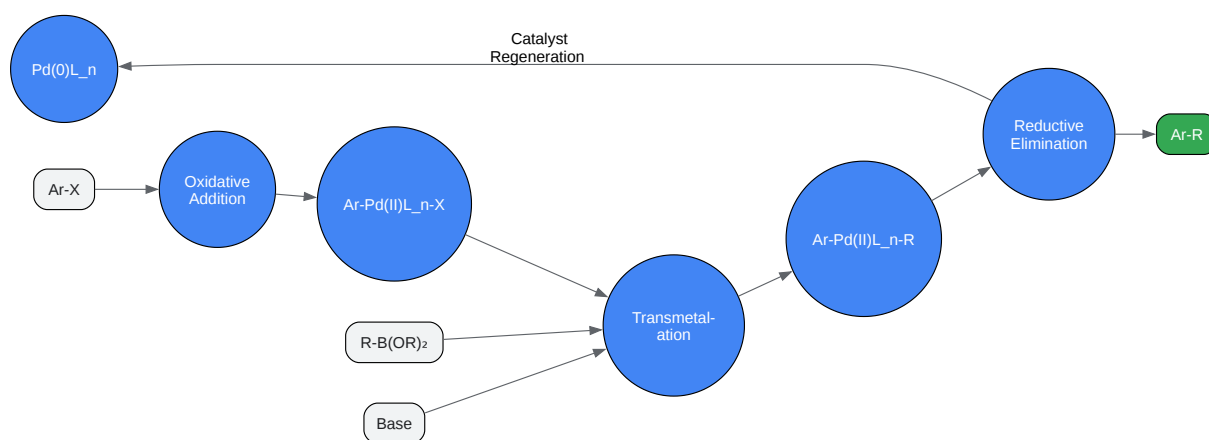 Catalyst
Regeneration
Pd(0)L_n
Ar-X
Oxidative
Addition
Ar-Pd(II)L_n-X
R-B(OR)₂
Base
Transmetal-
ation
Ar-Pd(II)L_n-R
Reductive
Elimination
Ar-R